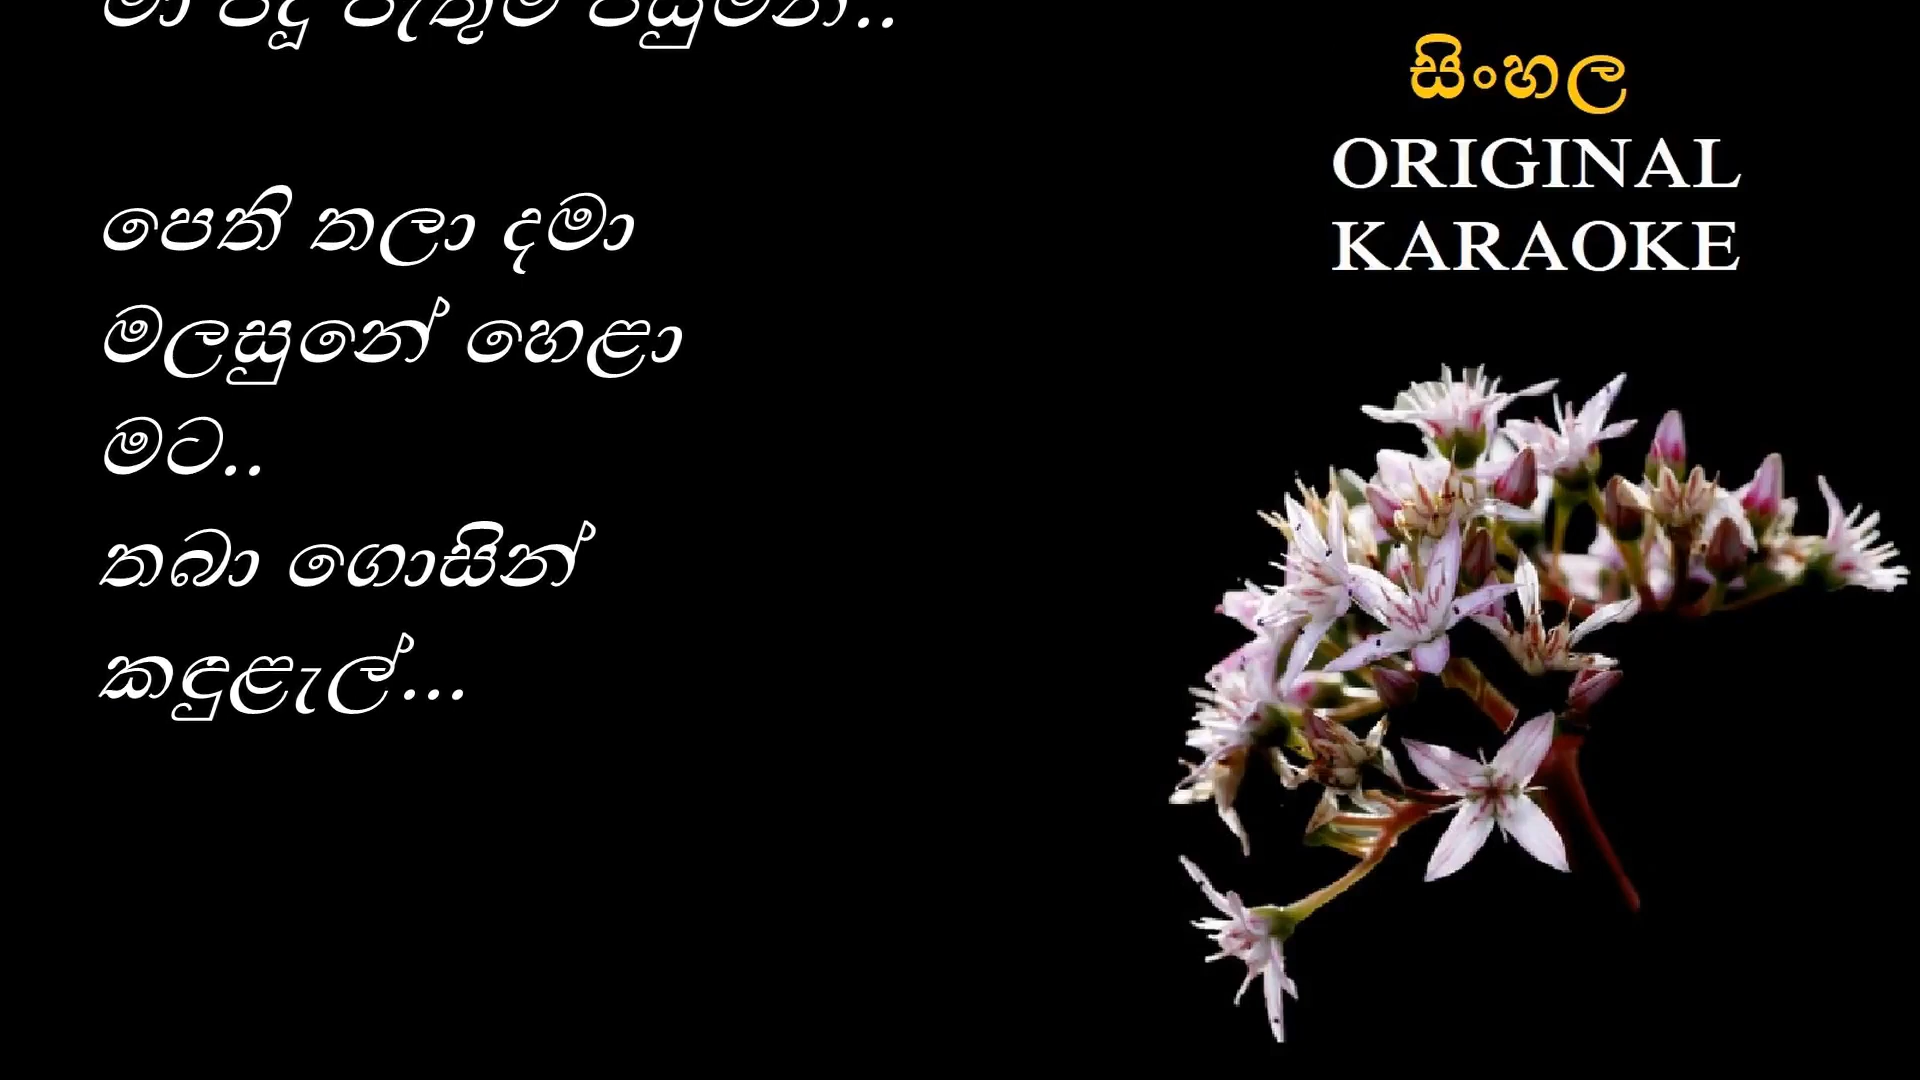 මා පිදූ පැතුම්
පෙති තලා දමා
මලසුනේ හෙළා
මට..
තබා ගොසින්
කඳුළැල්...
සිංහල
ORIGINAL
KARAOKE